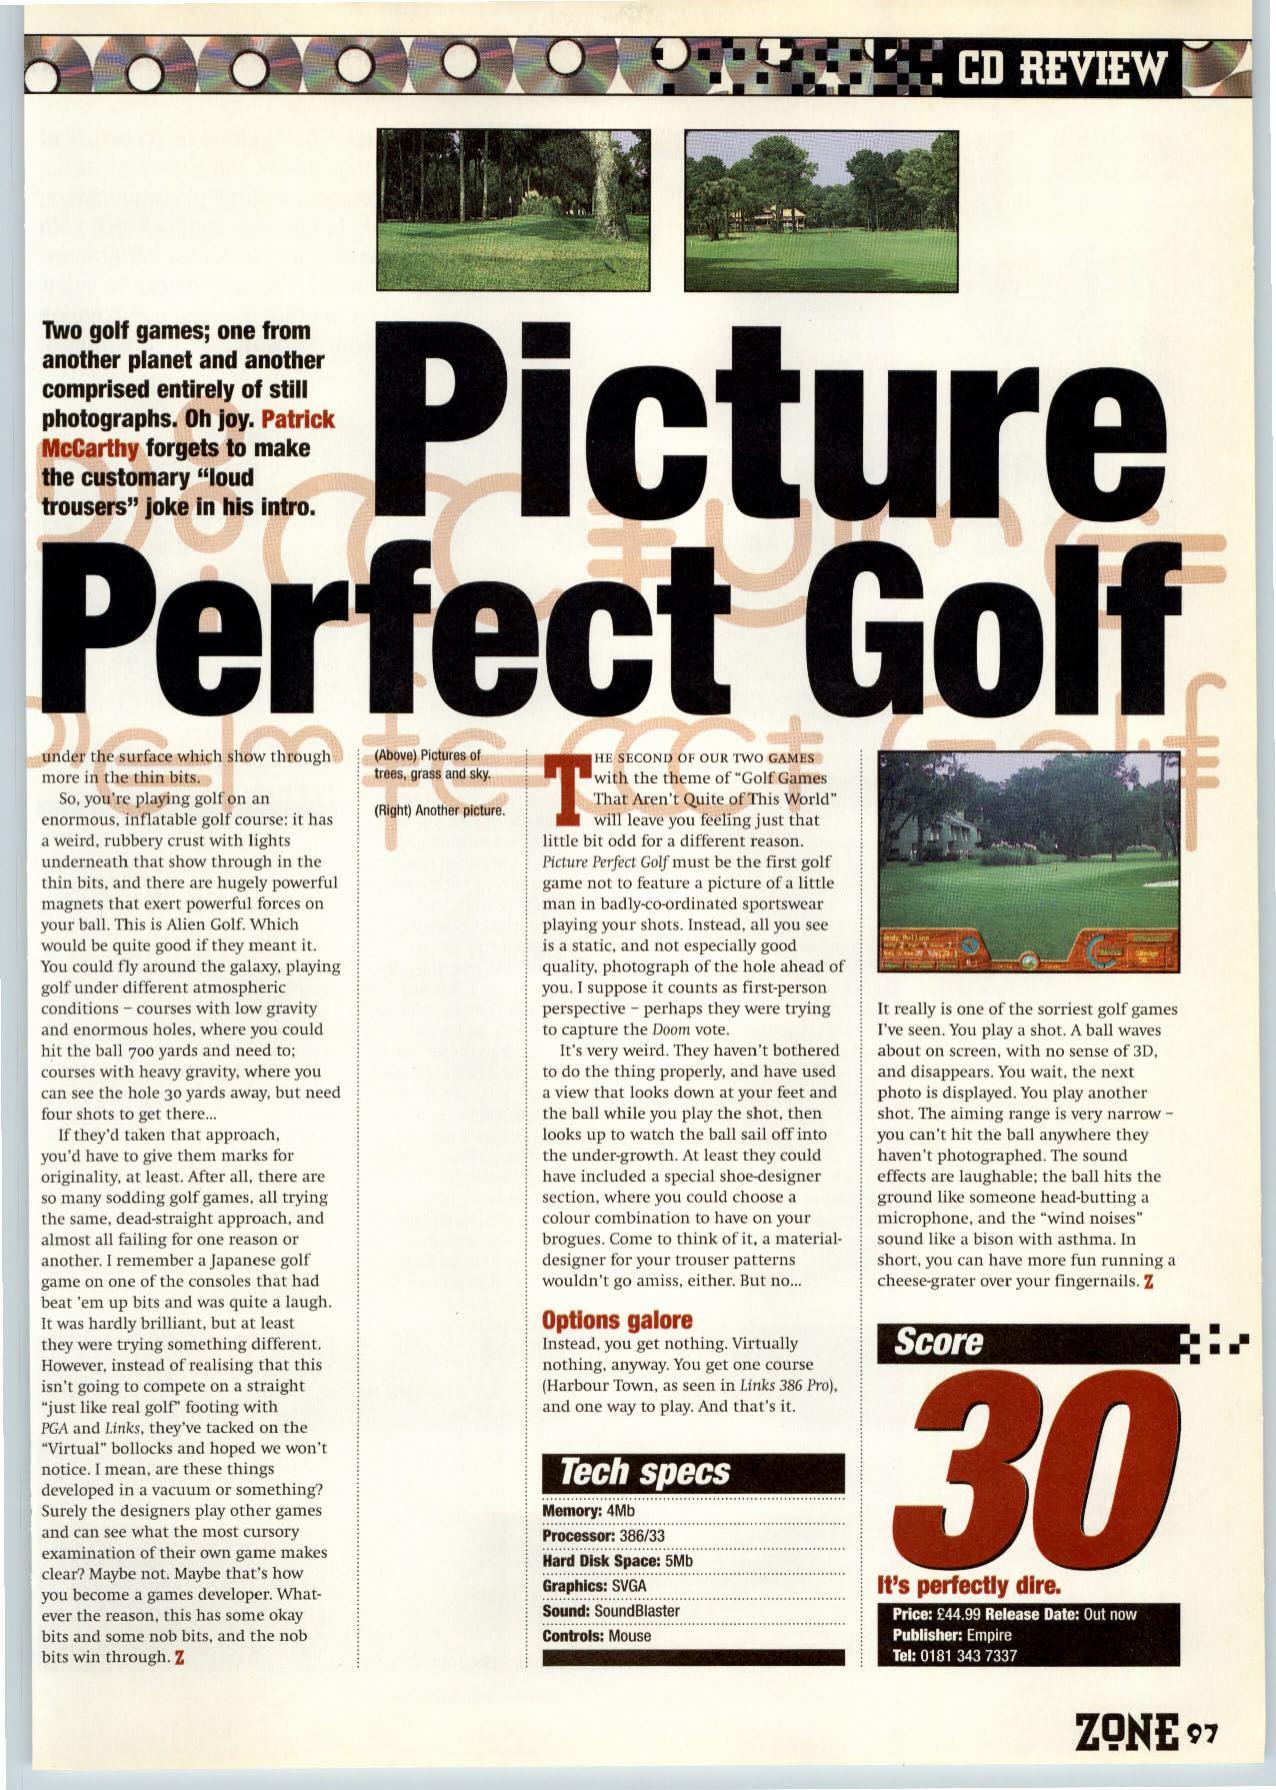 CD REVIEW
Two golf games; one from
another planet and another
comprised entirely of still
photographs. Oh joy. Patrick
McCarthy forgets to make
the customary “loud
trousers” joke in his intro.
Picture
Perfect Golf
under the surface which show through
more in the thin bits.
So, you're playing golf on an
enormous, inflatable golf course: it has
a weird, rubbery crust with lights
underneath that show through in the
thin bits, and there are hugely powerful
magnets that exert powerful forces on
your ball. This is Alien Golf. Which
would be quite good if they meant it.
You could fly around the galaxy, playing
golf under different atmospheric
conditions – courses with low gravity
and enormous holes, where you could
hit the ball 700 yards and need to;
courses with heavy gravity, where you
can see the hole 30 yards away, but need
four shots to get there...
If they'd taken that approach,
you'd have to give them marks for
originality, at least. After all, there are
so many sodding golf games, all trying
the same, dead-straight approach, and
almost all failing for one reason or
another. I remember a Japanese golf
game on one of the consoles that had
beat 'em up bits and was quite a laugh.
It was hardly brilliant, but at least
they were trying something different.
However, instead of realising that this
isn't going to compete on a straight
“just like real golf” footing with
PGA and Links, they've tacked on the
“Virtual” bollocks and hoped we won't
notice. I mean, are these things
developed in a vacuum or something?
Surely the designers play other games
and can see what the most cursory
examination of their own game makes
clear? Maybe not. Maybe that's how
you become a games developer. What-
ever the reason, this has some okay
bits and some nob bits, and the nob
bits win through. Z
(Above) Pictures of
trees, grass and sky.
(Right) Another picture.
THE SECOND OF OUR TWO GAMES
with the theme of “Golf Games
That Aren't Quite of This World”
will leave you feeling just that
little bit odd for a different reason.
Picture Perfect Golf must be the first golf
game not to feature a picture of a little
man in badly-co-ordinated sportswear
playing your shots. Instead, all you see
is a static, and not especially good
quality, photograph of the hole ahead of
you. I suppose it counts as first-person
perspective – perhaps they were trying
to capture the Doom vote.
It's very weird. They haven't bothered
to do the thing properly, and have used
a view that looks down at your feet and
the ball while you play the shot, then
looks up to watch the ball sail off into
the under-growth. At least they could
have included a special shoe-designer
section, where you could choose a
colour combination to have on your
brogues. Come to think of it, a material-
designer for your trouser patterns
wouldn't go amiss, either. But no...
Options galore
Instead, you get nothing. Virtually
nothing, anyway. You get one course
(Harbour Town, as seen in Links 386 Pro),
and one way to play. And that's it.
Tech specs
Memory: 4Mb
Processor: 386/33
Hard Disk Space: 5Mb
Graphics: SVGA
Sound: SoundBlaster
Controls: Mouse
It really is one of the sorriest golf games
I've seen. You play a shot. A ball waves
about on screen, with no sense of 3D,
and disappears. You wait, the next
photo is displayed. You play another
shot. The aiming range is very narrow –
you can't hit the ball anywhere they
haven't photographed. The sound
effects are laughable; the ball hits the
ground like someone head-butting a
microphone, and the “wind noises”
sound like a bison with asthma. In
short, you can have more fun running a
cheese-grater over your fingernails. Z
Score
30
It's perfectly dire.
Price: £44.99 Release Date: Out now
Publisher: Empire
Tel: 0181 343 7337
ZONE 97